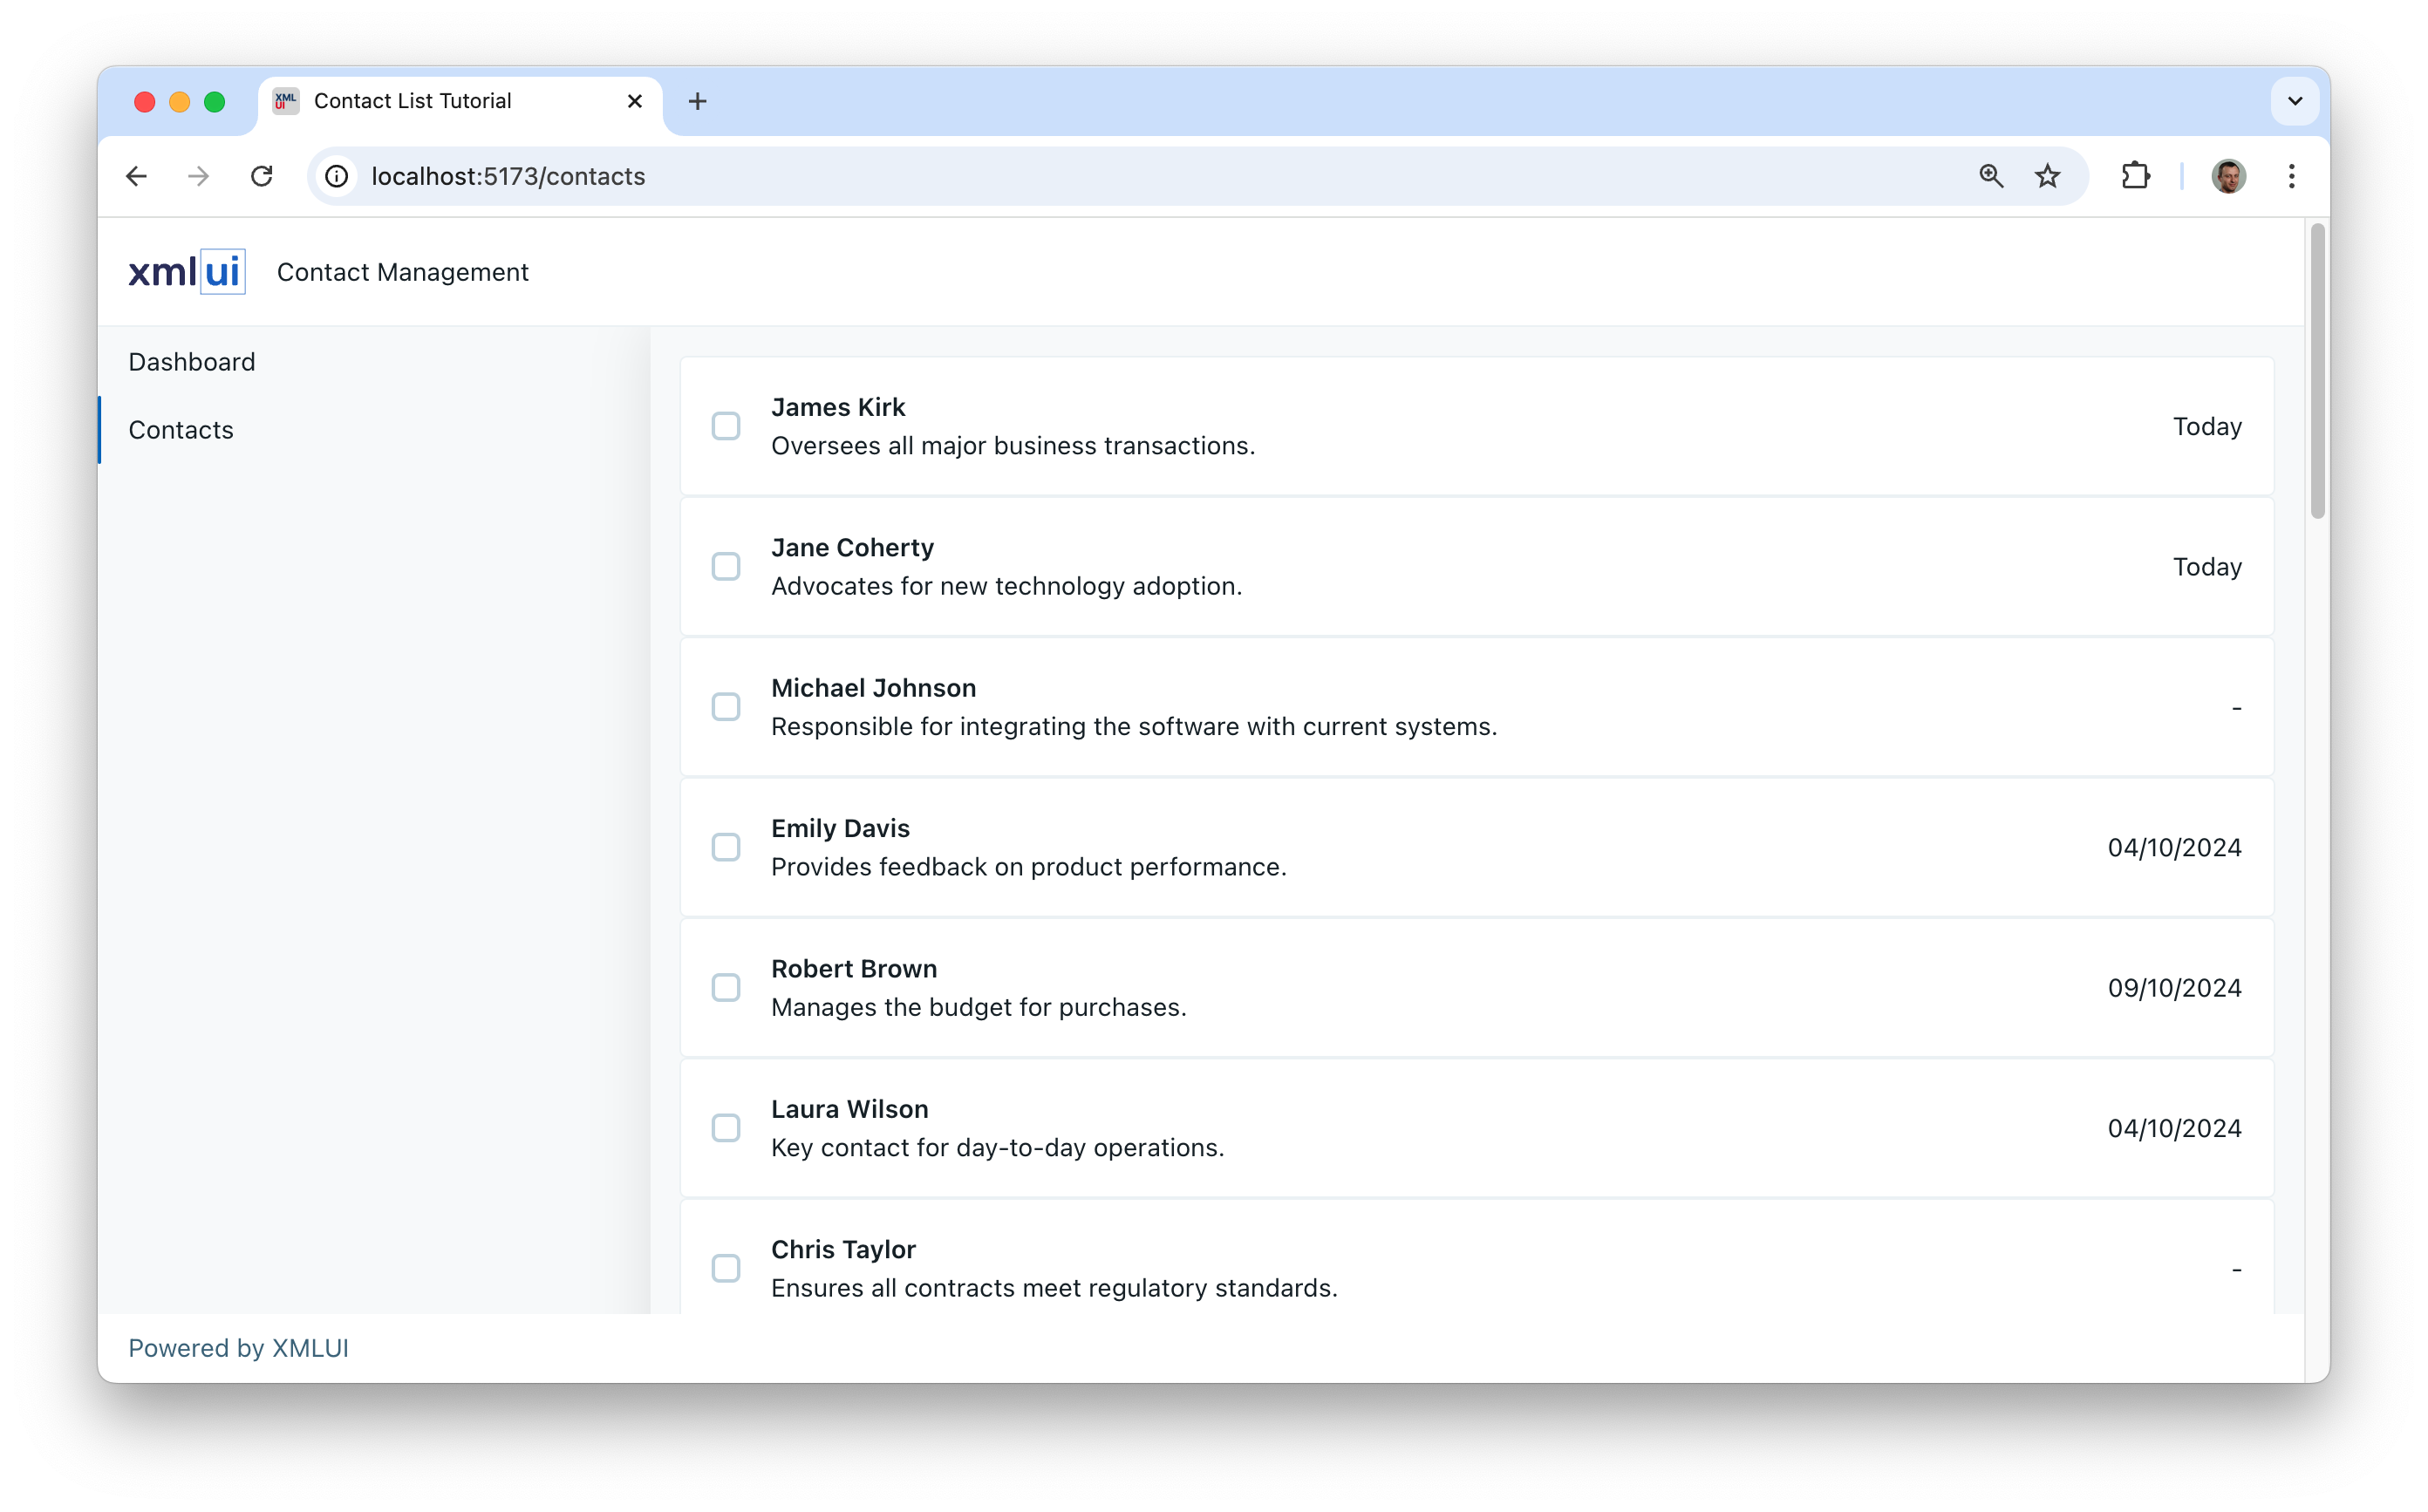 XML
UI
Contact List Tutorial
localhost:5173/contacts
xmlui
Contact Management
Dashboard
Contacts
James Kirk
Oversees all major business transactions.
Today
Jane Coherty
Advocates for new technology adoption.
Today
Michael Johnson
Responsible for integrating the software with current systems.
-
Emily Davis
Provides feedback on product performance.
04/10/2024
Robert Brown
Manages the budget for purchases.
09/10/2024
Laura Wilson
Key contact for day-to-day operations.
04/10/2024
Chris Taylor
Ensures all contracts meet regulatory standards.
-
Powered by XMLUI